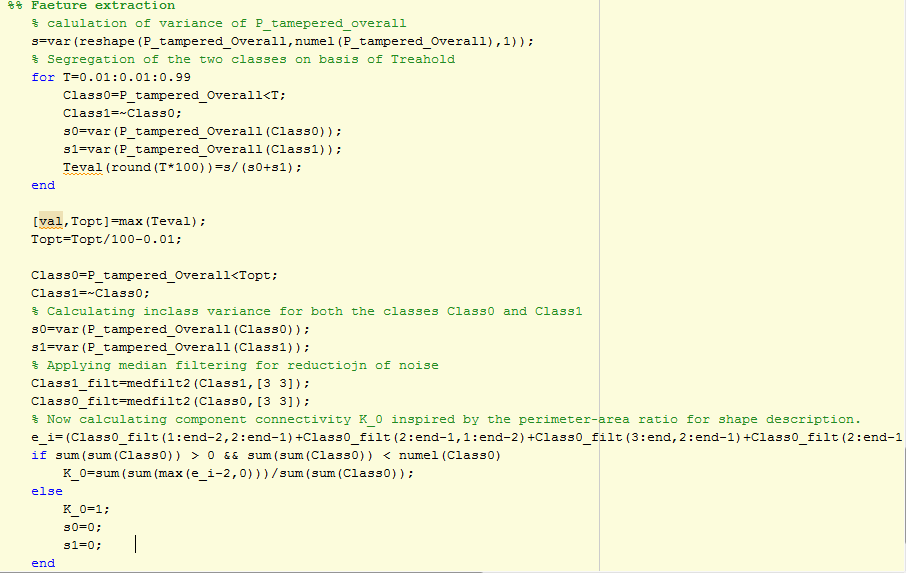 %% Faeture extraction
% calulation of variance of P_tamepered_overall
s=var(reshape(P_tampered_Overall,numel(P_tampered_Overall),1));
% Segregation of the two classes on basis of Treahold
for T=0.01:0.01:0.99
Class0=P_tampered_Overall<T;
Class1=~Class0;
s0=var(P_tampered_Overall(Class0));
s1=var(P_tampered_Overall(Class1));
Teval(round(T*100))=s/(s0+s1);
end
[val,Topt]=max(Teval);
Topt=Topt/100-0.01;
Class0=P_tampered_Overall<Topt;
Class1=~Class0;
% Calculating inclass variance for both the classes Class0 and Class1
s0=var(P_tampered_Overall(Class0));
s1=var(P_tampered_Overall(Class1));
% Applying median filtering for reductiojn of noise
Class1_filt=medfilt2(Class1,[3 3]);
Class0_filt=medfilt2(Class0,[3 3]);
% Now calculating component connectivity K_0 inspired by the perimeter-area ratio for shape description.
e_i=(Class0_filt(1:end-2,2:end-1)+Class0_filt(2:end-1,1:end-2)+Class0_filt(3:end,2:end-1)+Class0_filt(2:end-1
if sum(sum(Class0)) > 0 && sum(sum(Class0)) < numel(Class0)
K_0=sum(sum(max(e_i-2,0)))/sum(sum(Class0));
else
K_0=1;
s0=0;
s1=0;
end